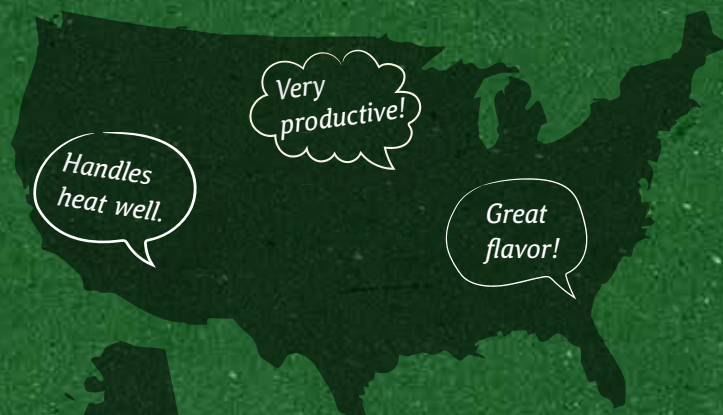 Very
productive!
Handles
heat well.
Great
flavor!